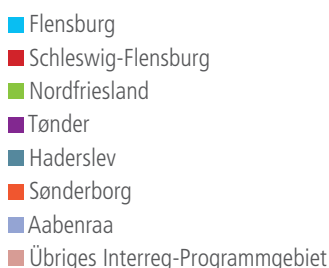 Flensburg
Schleswig-Flensburg
Nordfriesland
Tønder
Haderslev
Sønderborg
Aabenraa
Übriges Interreg-Programmgebiet